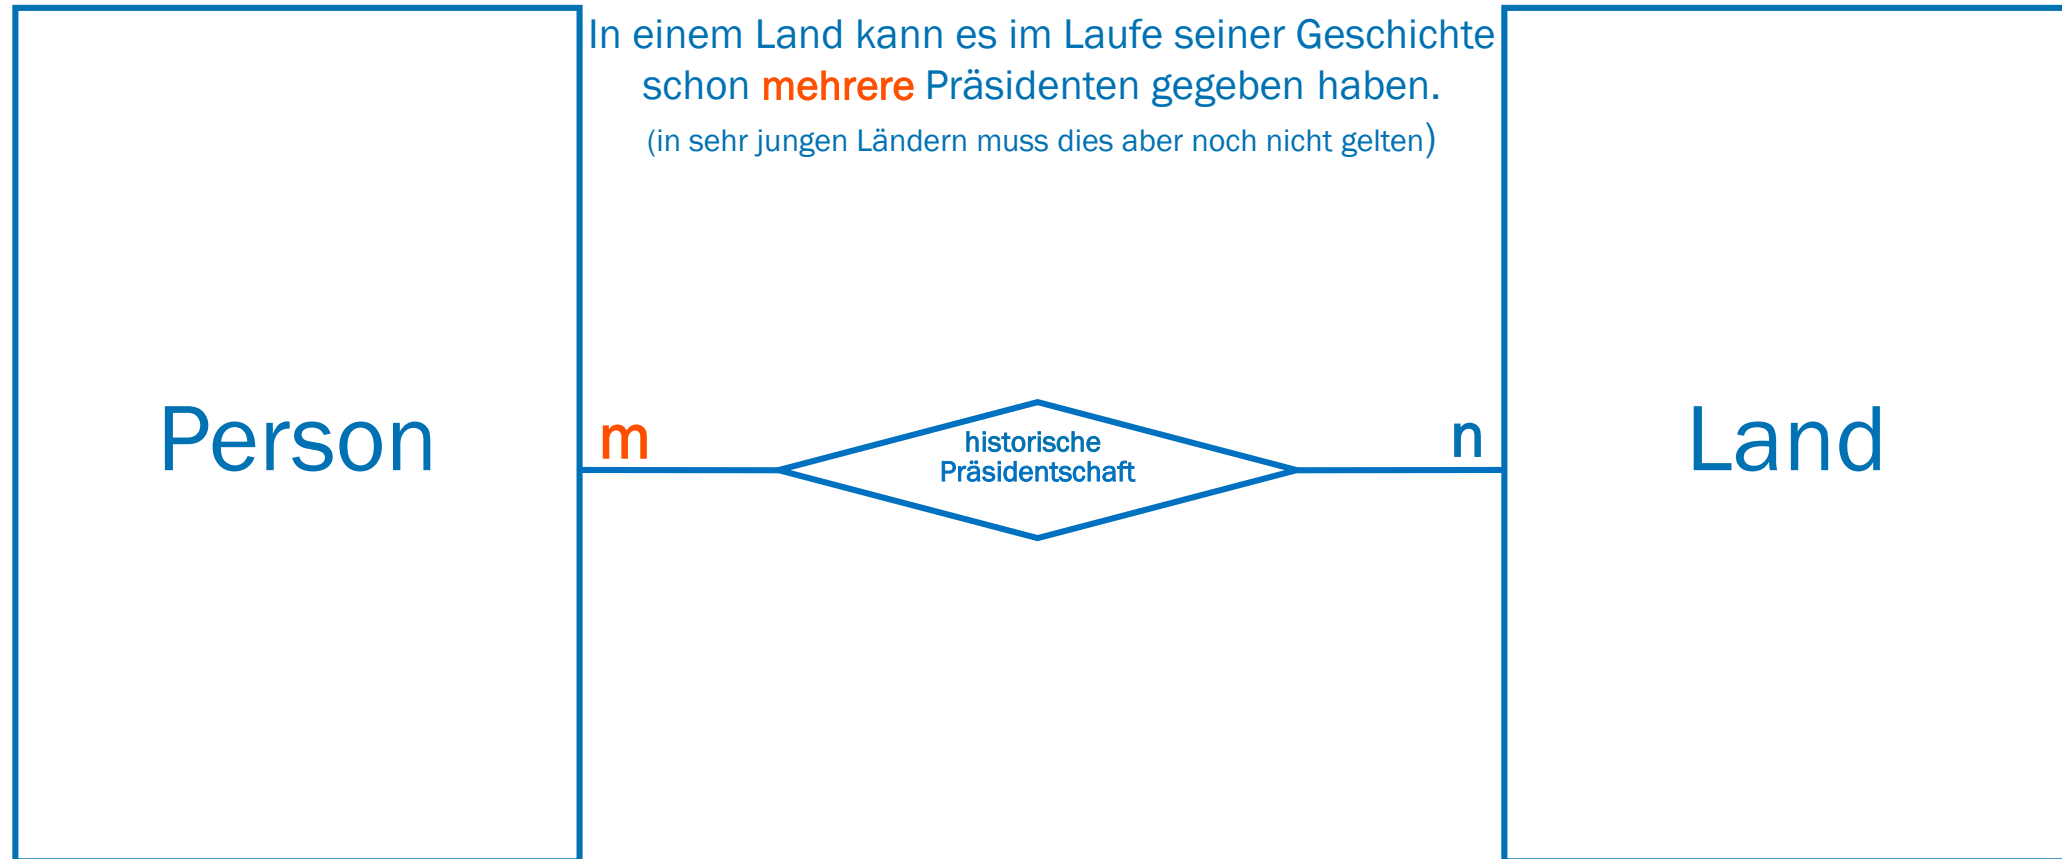 In einem Land kann es im Laufe seiner Geschichte
schon mehrere Präsidenten gegeben haben.
(in sehr jungen Ländern muss dies aber noch nicht gelten)
Person
m
historische
Präsidentschaft
n
Land